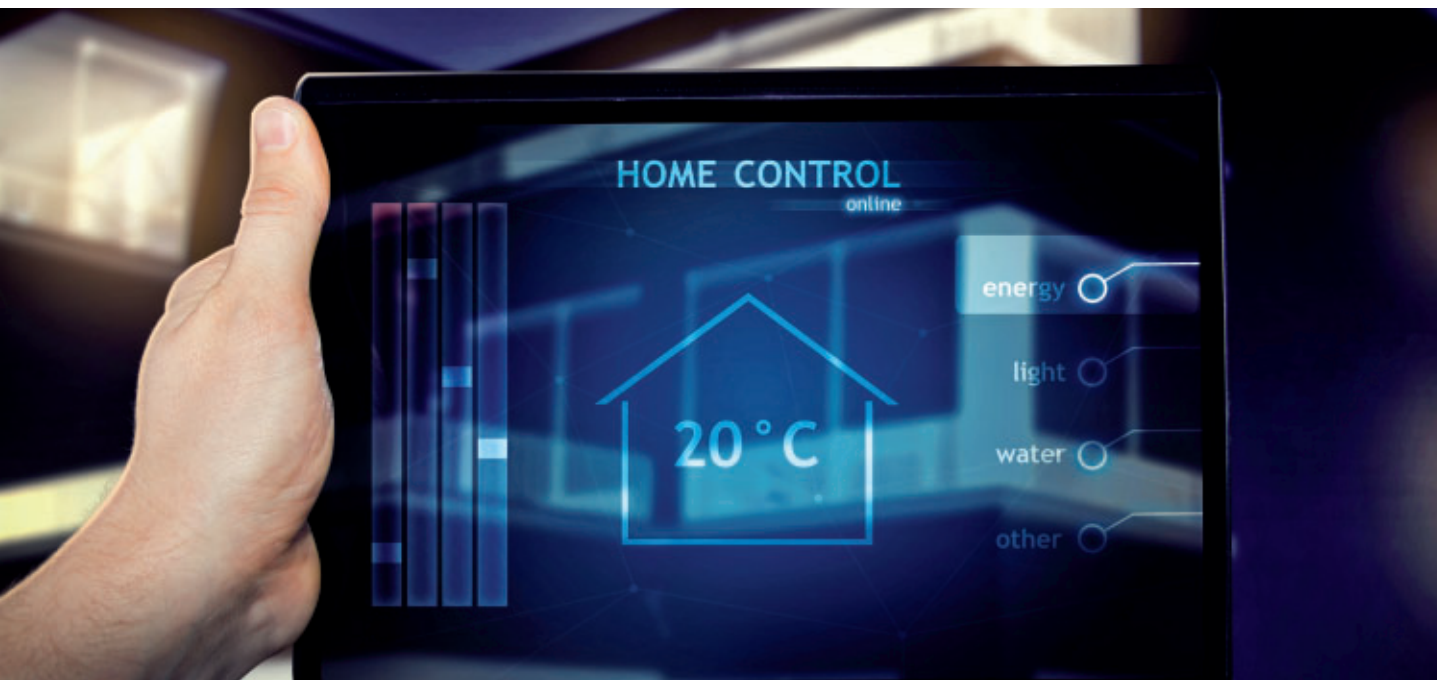 HOME CONTROL
online
energy
light
20°C
water
other